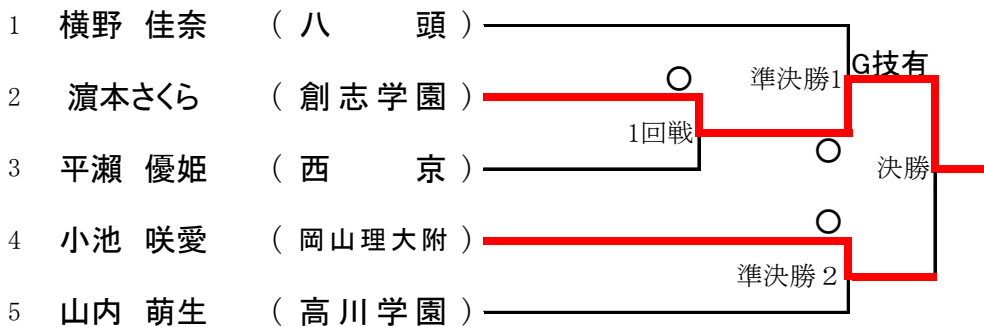 1 横野 佳奈 ( 八 頭 )
G技有
〇 準決勝1
2 濵本さくら ( 創志学園 )
1回戦
〇
3 平瀨 優姫 ( 西 京 )
決勝
〇
4 小池 咲愛 ( 岡山理大附 )
準決勝２
5 山内 萌生 ( 高川学園 )